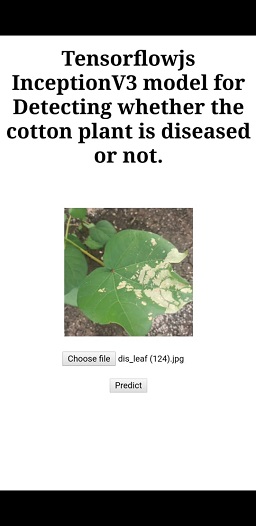 Tensorflowjs
InceptionV3 model for
Detecting whether the
cotton plant is diseased
or not.
Choose file dis_leaf (124).jpg
Predict